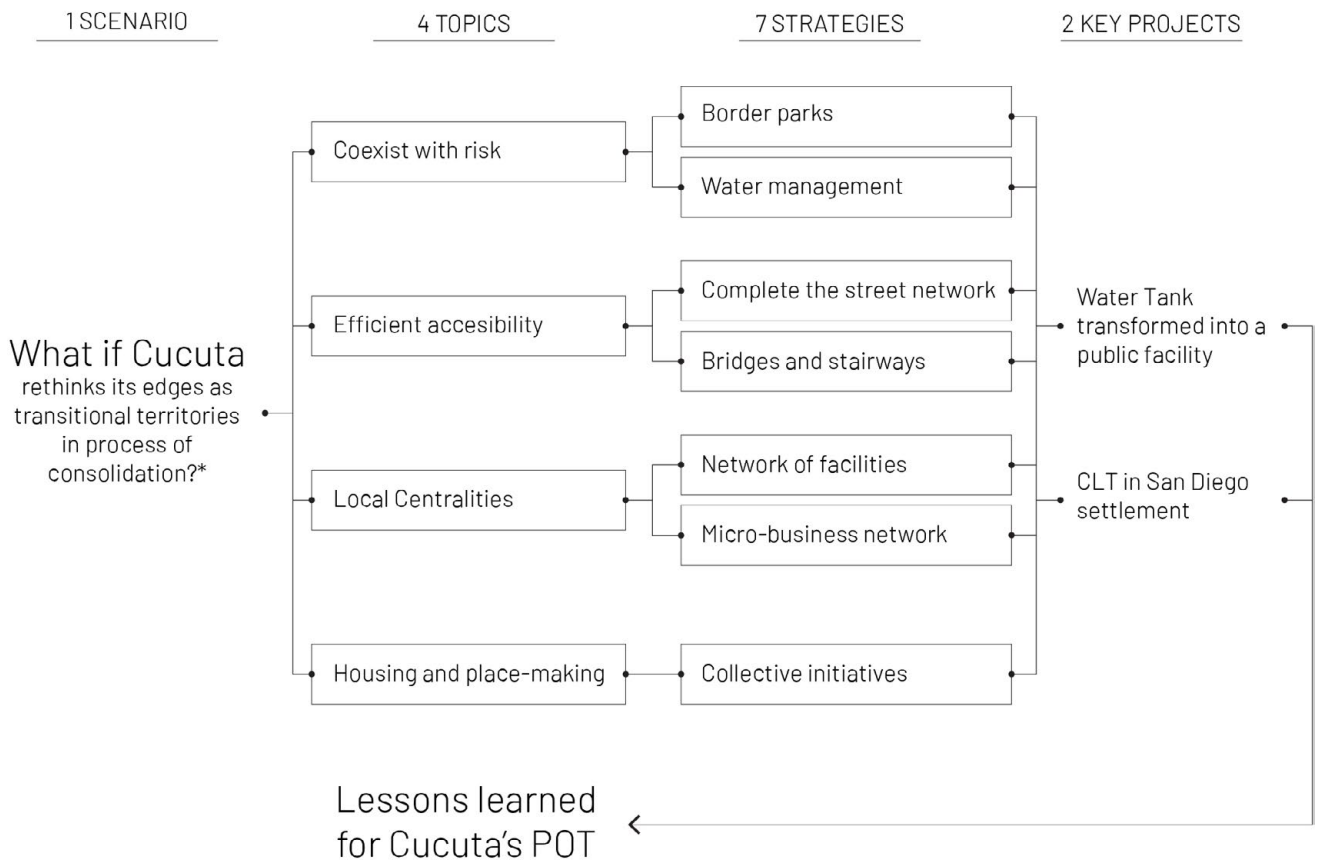 1 SCENARIO
4 TOPICS
7 STRATEGIES
2 KEY PROJECTS
What if Cucuta
rethinks its edges as
transitional territories
in process of
consolidation?*
Coexist with risk
Efficient accesibility
Local Centralities
Housing and place-making
Border parks
Water management
Complete the street network
Bridges and stairways
Network of facilities
Micro-business network
Collective initiatives
Water Tank
transformed into a
public facility
CLT in San Diego
settlement
Lessons learned
for Cucuta's POT